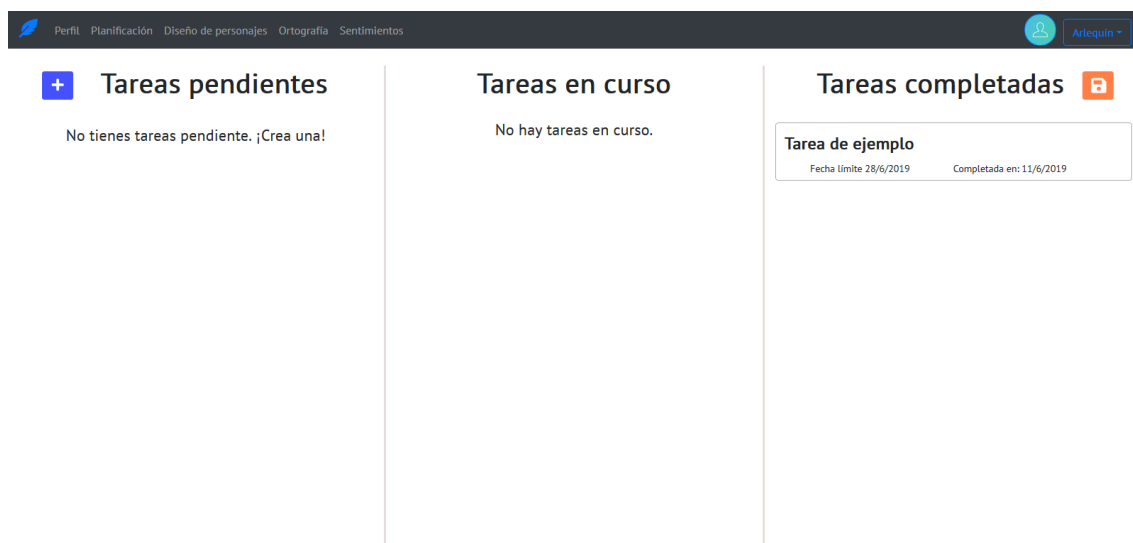 Perfil Planificación Diseño de personajes Ortografía Sentimientos Arlequín
Tareas pendientes
No tienes tareas pendiente. ¡Crea una!
Tareas en curso
No hay tareas en curso.
Tareas completadas
Tarea de ejemplo
Fecha límite 28/6/2019 Completada en: 11/6/2019